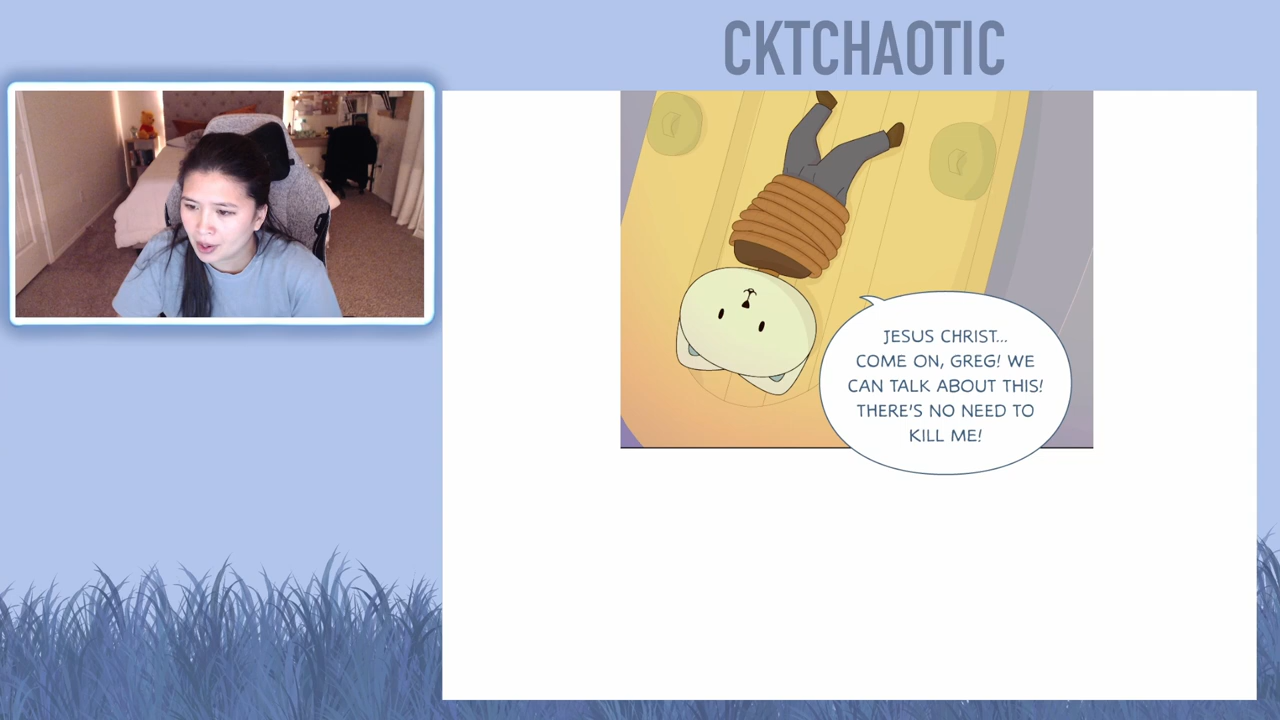 CKTCHAOTIC
JESUS CHRIST...
COME ON, GREG! WE
CAN TALK ABOUT THIS!
THERE'S NO NEED TO
KILL ME!